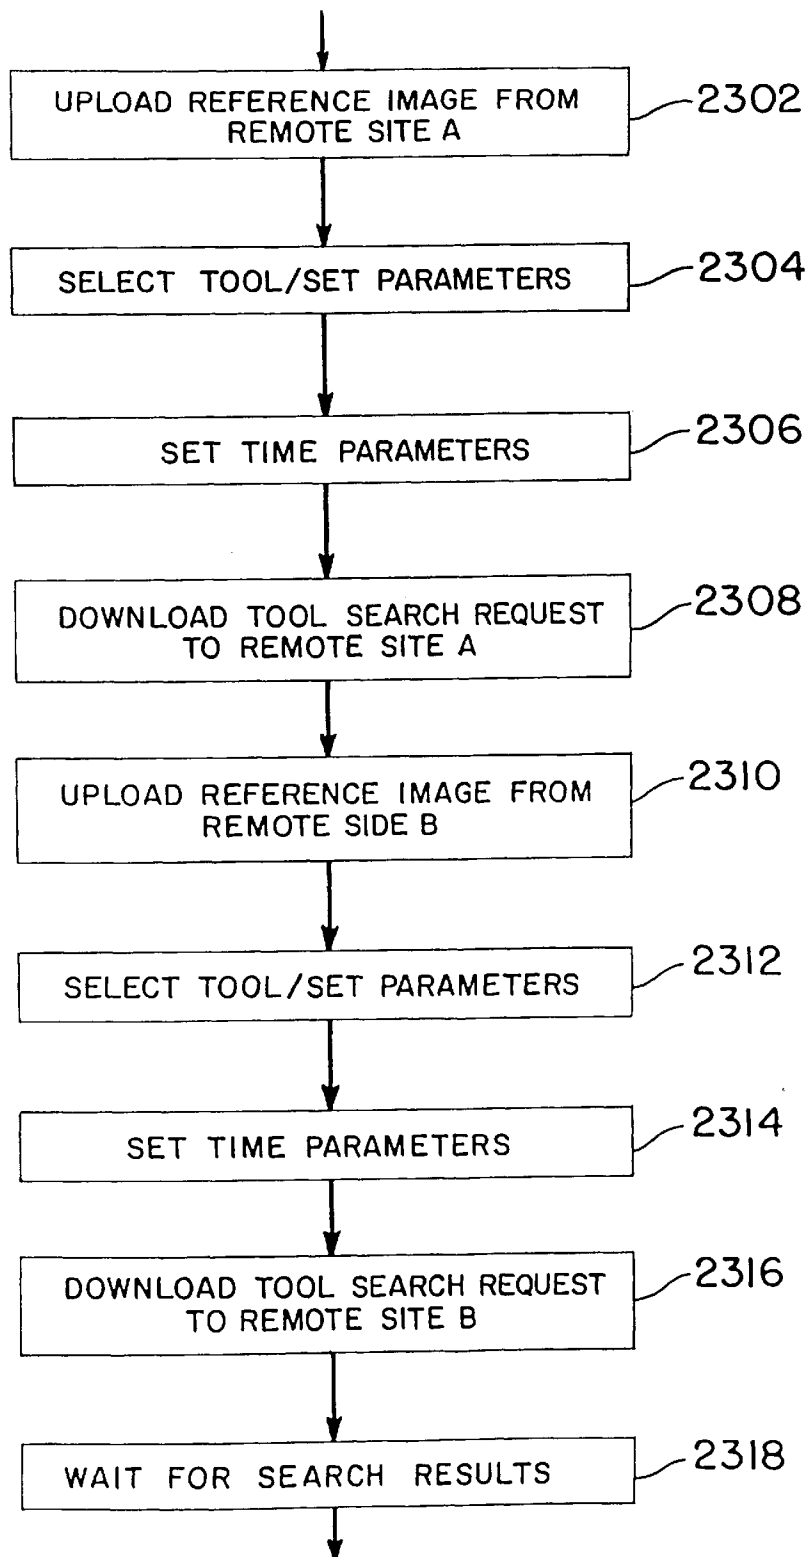 UPLOAD REFERENCE IMAGE FROM
REMOTE SITE A
2302
SELECT TOOL/SET PARAMETERS
2304
SET TIME PARAMETERS
2306
DOWNLOAD TOOL SEARCH REQUEST
TO REMOTE SITE A
2308
UPLOAD REFERENCE IMAGE FROM
REMOTE SIDE B
2310
SELECT TOOL/SET PARAMETERS
2312
SET TIME PARAMETERS
2314
DOWNLOAD TOOL SEARCH REQUEST
TO REMOTE SITE B
2316
WAIT FOR SEARCH RESULTS
2318